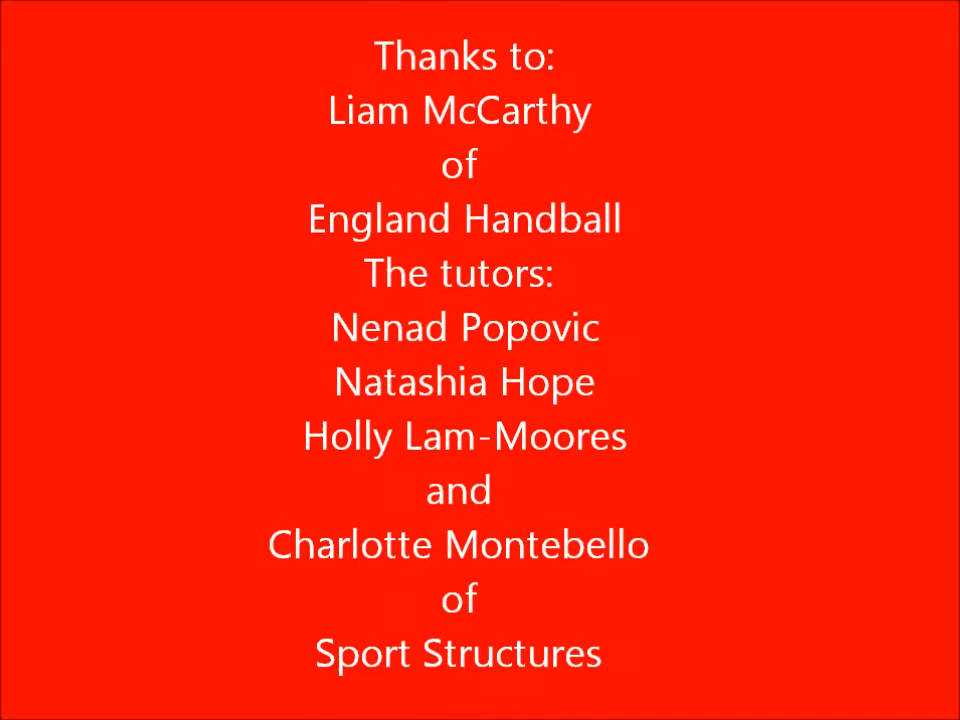 Thanks to:
Liam McCarthy
of
England Handball
The tutors:
Nenad Popovic
Natashia Hope
Holly Lam-Moores
and
Charlotte Montebello
of
Sport Structures